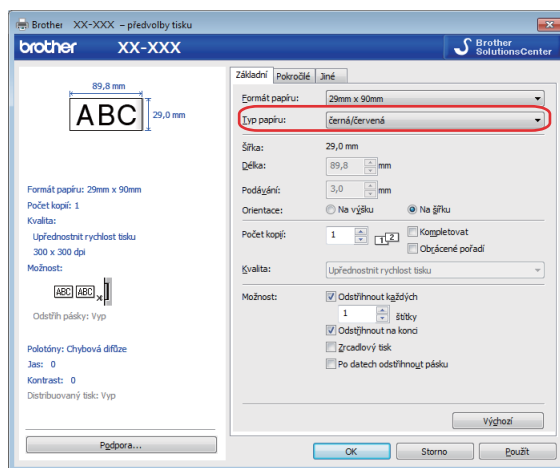 Brother XX-XXX – předvolby tisku
brother XX-XXX
Brother
SolutionsCenter
89,8 mm
ABC
29,0 mm
Formát papíru: 29mm x 90mm
Počet kopií: 1
Kvalita:
Upřednostnit rychlost tisku
300 x 300 dpi
Možnost:
ABC ABC x
Odstřih pásky: Vyp
Polotóny: Chybová difůze
Jas: 0
Kontrast: 0
Distribuovaný tisk: Vyp
Podpora...
Základní Pokročilé Jiné
Formát papíru: 29mm x 90mm
Typ papíru: černá/červená
Šířka: 29,0 mm
Délka: 89,8 mm
Podávání: 3,0 mm
Orientace: Na výšku Na šířku
Počet kopií: 1 1 2 Kompletovat
Obrácené pořadí
Kvalita: Upřednostnit rychlost tisku
Možnost: Odstřihnout každých
1 štítky
Odstřihnout na konci
Zrcadlový tisk
Po datech odstřihnout pásku
Výchozí
OK Storno Použít